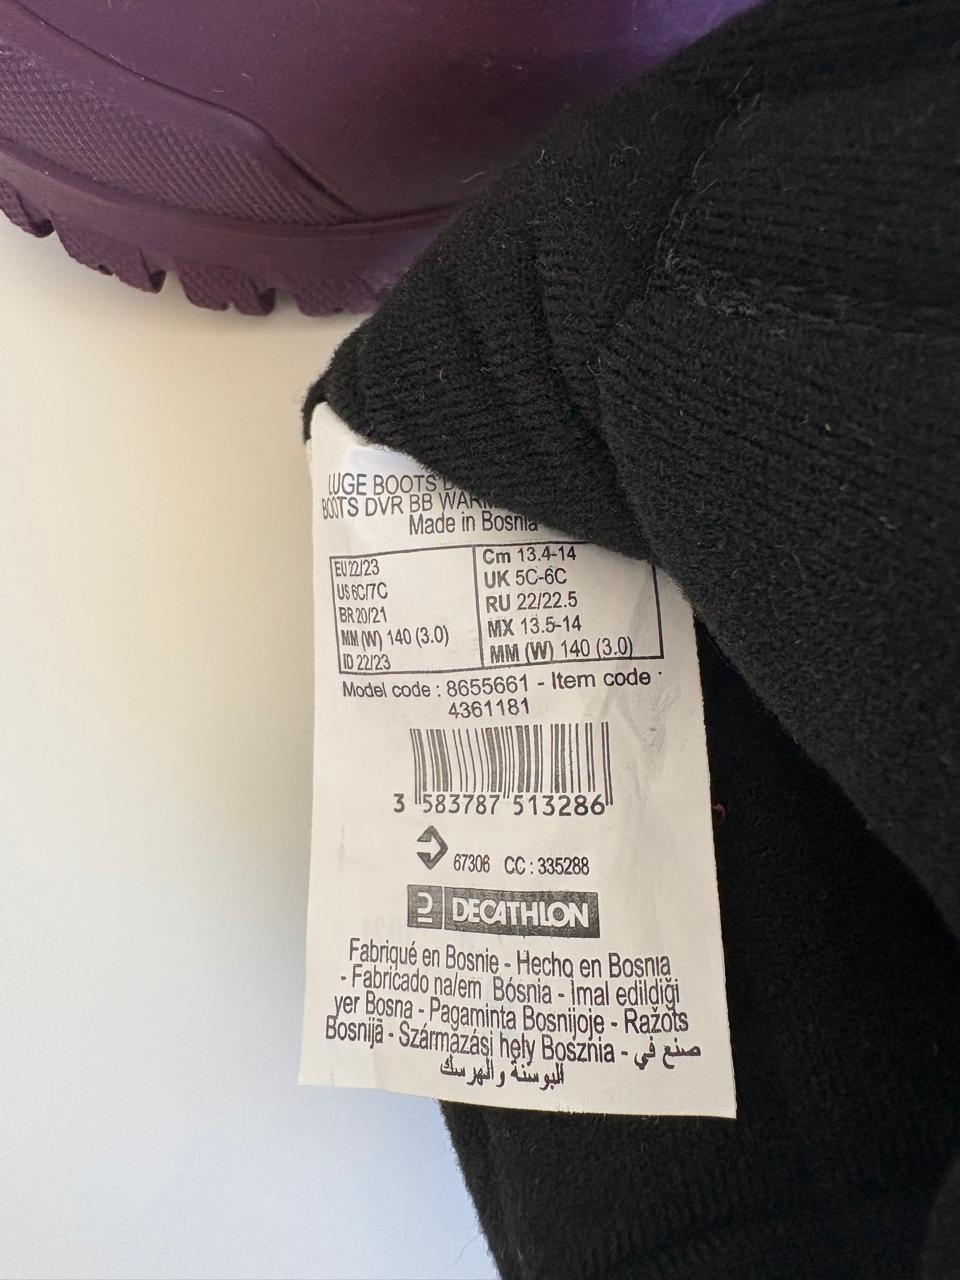 LUGE BOOTS
BOOTS DVR BB WARM
Made in Bosnia
EU 22/23
US 6C/7C
BR 20/21
MM (W) 140 (3.0)
ID 22/23
Cm 13.4-14
UK 5C-6C
RU 22/22.5
MX 13.5-14
MM (W) 140 (3.0)
Model code : 8655661 - Item code :
4361181
3 583787 513286
67306 CC : 335288
DECATHLON
Fabriqué en Bosnie - Hecho en Bosnia
- Fabricado na/em Bósnia - İmal edildiği
yer Bosna - Pagaminta Bosnijoje - Ražots
Bosnijā - Származási hely Bosznia - صنع في
البوسنة والهرسك